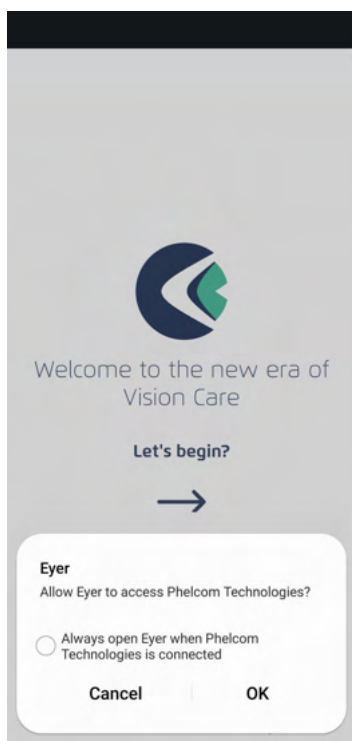 Welcome to the new era of
Vision Care
Let's begin?
Eyer
Allow Eyer to access Phelcom Technologies?
Always open Eyer when Phelcom
Technologies is connected
Cancel
OK